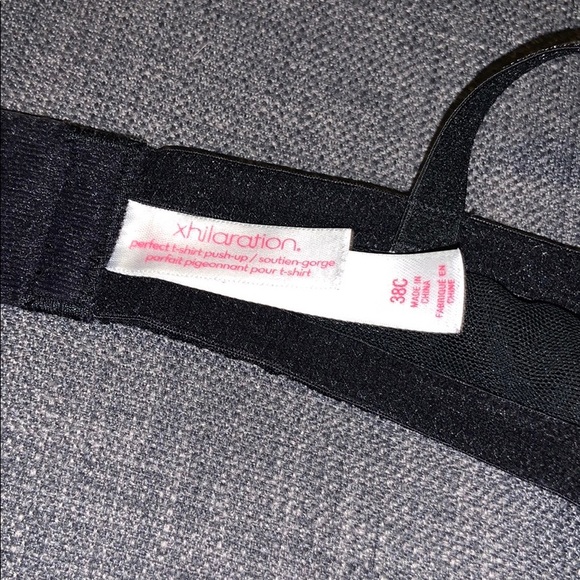 xhilaration.
perfect t-shirt push-up / soutien-gorge
parfait pigeonnant pour t-shirt
38C
MADE IN
CHINA
FABRIQUÉ EN
CHINE